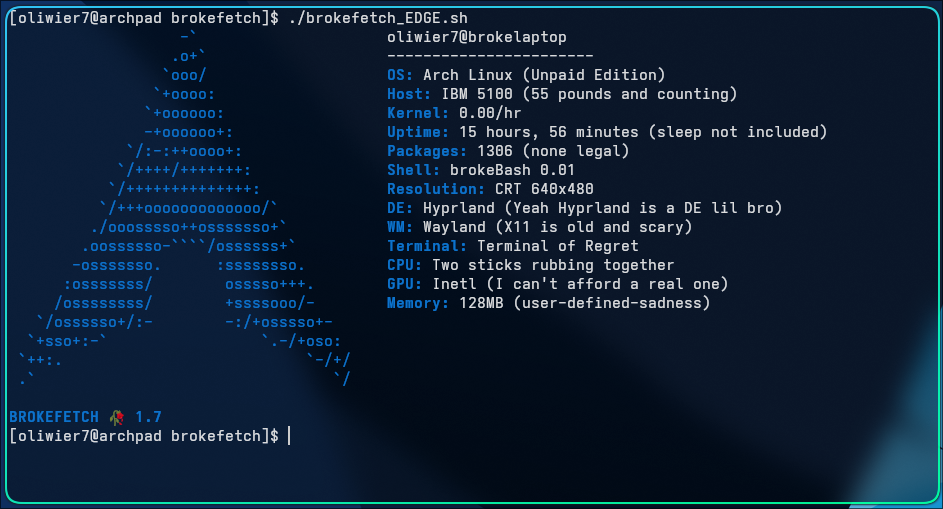 [oliwier7@archpad brokefetch]$ ./brokefetch_EDGE.sh
-`
oliwier7@brokelaptop
.o+`
-----------------------
`ooo/
OS: Arch Linux (Unpaid Edition)
`+oooo:
Host: IBM 5100 (55 pounds and counting)
`+oooooo:
Kernel: 0.00/hr
-+oooooo+:
Uptime: 15 hours, 56 minutes (sleep not included)
`/:-:++oooo+:
Packages: 1306 (none legal)
`/++++/+++++++:
Shell: brokeBash 0.01
`/++++++++++++++:
Resolution: CRT 640x480
`/+++ooooooooooooo/`
DE: Hyprland (Yeah Hyprland is a DE lil bro)
./ooosssso++osssssso+`
WM: Wayland (X11 is old and scary)
.oossssso-````/ossssss+`
Terminal: Terminal of Regret
-osssssso.      :ssssssso.
CPU: Two sticks rubbing together
:osssssss/        osssso+++.
GPU: Inetl (I can't afford a real one)
/ossssssss/        +ssssooo/-
Memory: 128MB (user-defined-sadness)
`/ossssso+/:-        -:/+osssso+-
`+sso+:-`                 `.-/+oso:
`++:.                           `-/+/
.`                                 `/
BROKEFETCH 🥀 1.7
[oliwier7@archpad brokefetch]$